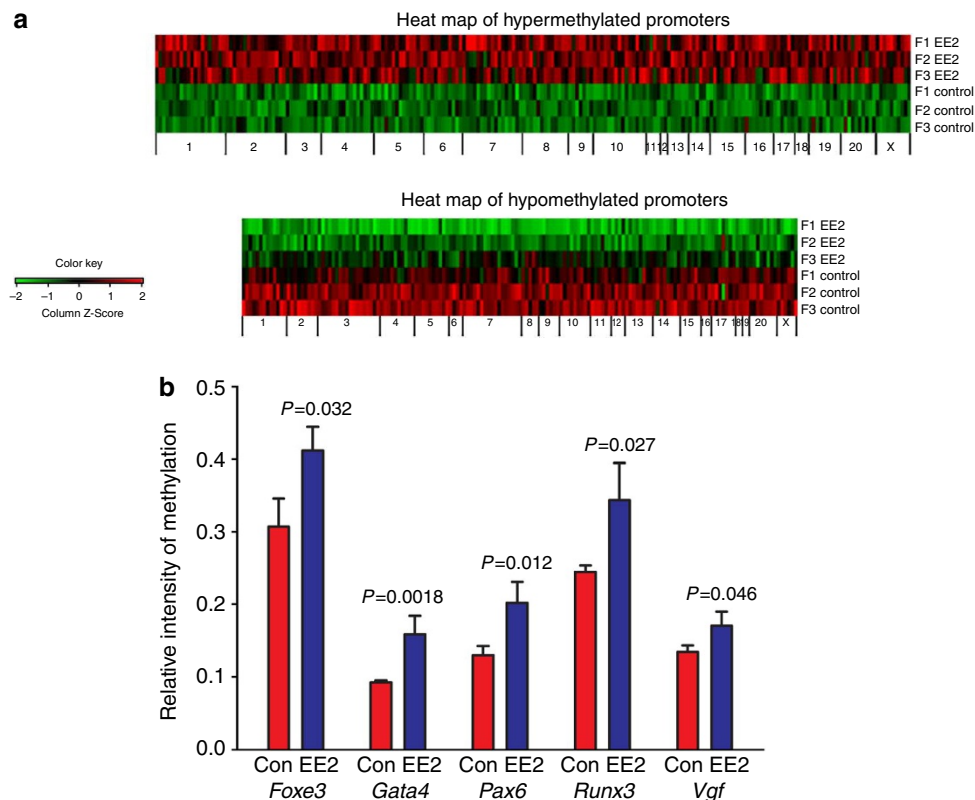 a
Heat map of hypermethylated promoters
F1 EE2
F2 EE2
F3 EE2
F1 control
F2 control
F3 control
1 2 3 4 5 6 7 8 9 10 11 12 13 14 15 16 17 18 19 20 X
Heat map of hypomethylated promoters
F1 EE2
F2 EE2
F3 EE2
F1 control
F2 control
F3 control
1 2 3 4 5 6 7 8 9 10 11 12 13 14 15 16 17 18 19 20 X
Color key
−2 −1 0 1 2
Column Z-Score
b
Relative intensity of methylation
0.5
0.4
0.3
0.2
0.1
0.0
P=0.032
P=0.0018
P=0.012
P=0.027
P=0.046
Con EE2 Con EE2 Con EE2 Con EE2 Con EE2
Foxe3 Gata4 Pax6 Runx3 Vgf